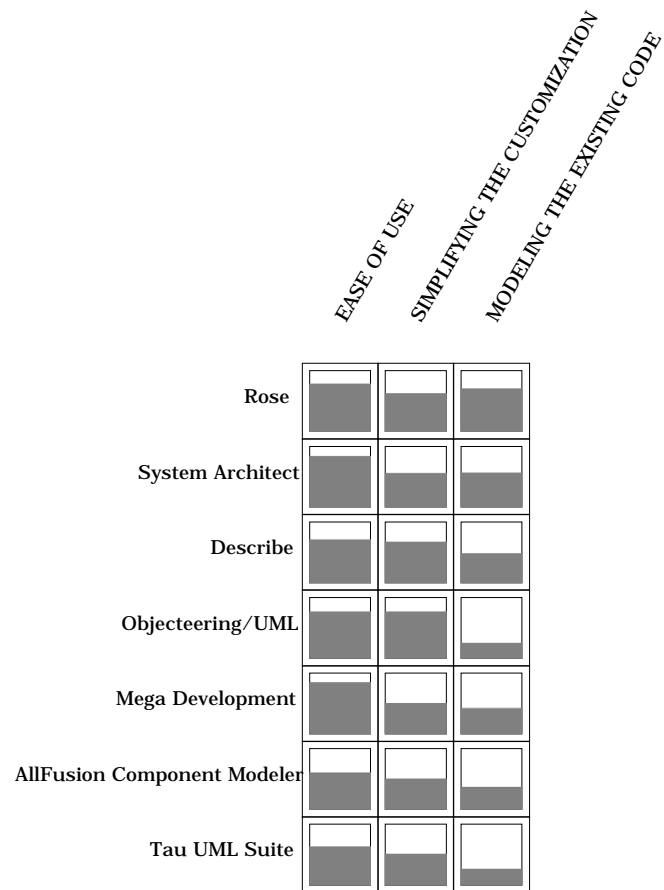 EASE OF USE
SIMPLIFYING THE CUSTOMIZATION
MODELING THE EXISTING CODE
Rose
System Architect
Describe
Objecteering/UML
Mega Development
AllFusion Component Modeler
Tau UML Suite